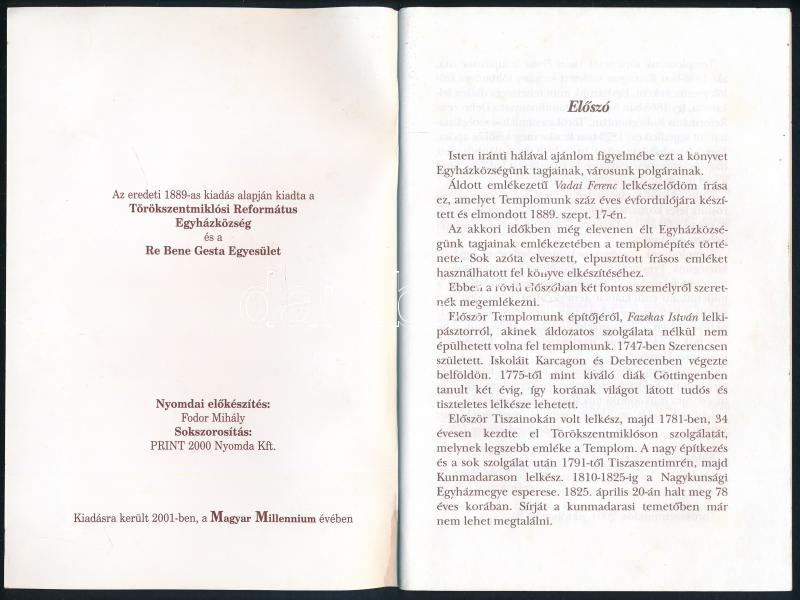 Az eredeti 1889-as kiadás alapján kiadta a
Törökszentmiklósi Református
Egyházközség
és a
Re Bene Gesta Egyesület
Nyomdai előkészítés:
Fodor Mihály
Sokszorosítás:
PRINT 2000 Nyomda Kft.
Kiadásra került 2001-ben, a Magyar Millennium évében
Előszó
Isten iránti hálával ajánlom figyelmébe ezt a könyvet
Egyházközségünk tagjainak, városunk polgárainak.
Áldott emlékezetű Vadai Ferenc lelkészelődöm írása
ez, amelyet Templomunk száz éves évfordulójára készí-
tett és elmondott 1889. szept. 17-én.
Az akkori időkben még elevenen élt Egyházközsé-
günk tagjainak emlékezetében a templomépítés törté-
nete. Sok azóta elveszett, elpusztított írásos emléket
használhatott fel könyve elkészítéséhez.
Ebben a rövid előszóban két fontos személyről szeret-
nék megemlékezni.
Először Templomunk építőjéről, Fazekas István lelki-
pásztorról, akinek áldozatos szolgálata nélkül nem
épülhetett volna fel templomunk. 1747-ben Szerencsen
született. Iskoláit Karcagon és Debrecenben végezte
belföldön. 1775-től mint kiváló diák Göttingenben
tanult két évig, így korának világot látott tudós és
tiszteletes lelkésze lehetett.
Először Tiszainokán volt lelkész, majd 1781-ben, 34
évesen kezdte el Törökszentmiklóson szolgálatát,
melynek legszebb emléke a Templom. A nagy építkezés
és a sok szolgálat után 1791-től Tiszaszentimrén, majd
Kunmadarason lelkész. 1810-1825-ig a Nagykunsági
Egyházmegye esperese. 1825. április 20-án halt meg 78
éves korában. Sírját a kunmadarasi temetőben már
nem lehet megtalálni.